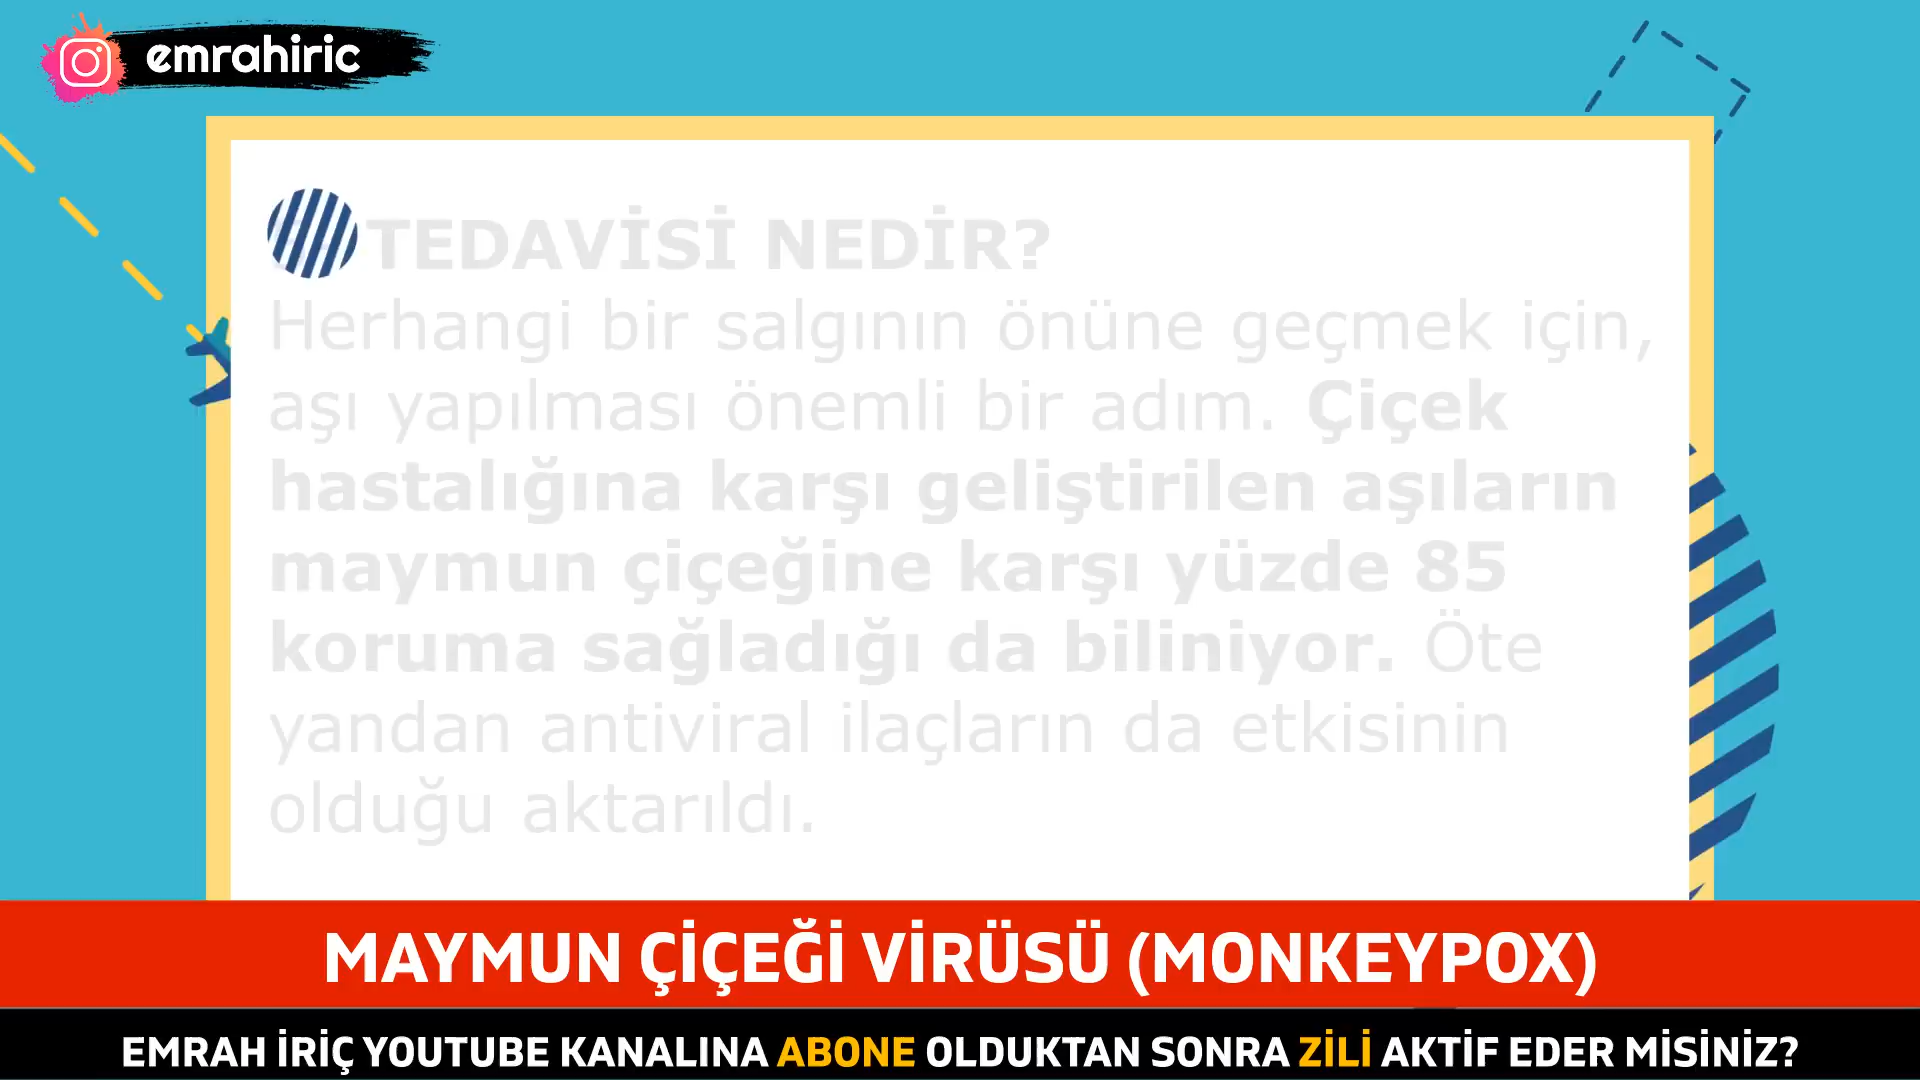 emrahiric
TEDAVİSİ NEDİR?
Herhangi bir salgının önüne geçmek için,
aşı yapılması önemli bir adım. Çiçek
hastalığına karşı geliştirilen aşıların
maymun çiçeğine karşı yüzde 85
koruma sağladığı da biliniyor. Öte
yandan antiviral ilaçların da etkisinin
olduğu aktarıldı.
MAYMUN ÇİÇEĞİ VİRÜSÜ (MONKEYPOX)
EMRAH İRİÇ YOUTUBE KANALINA ABONE OLDUKTAN SONRA ZİLİ AKTİF EDER MİSİNİZ?